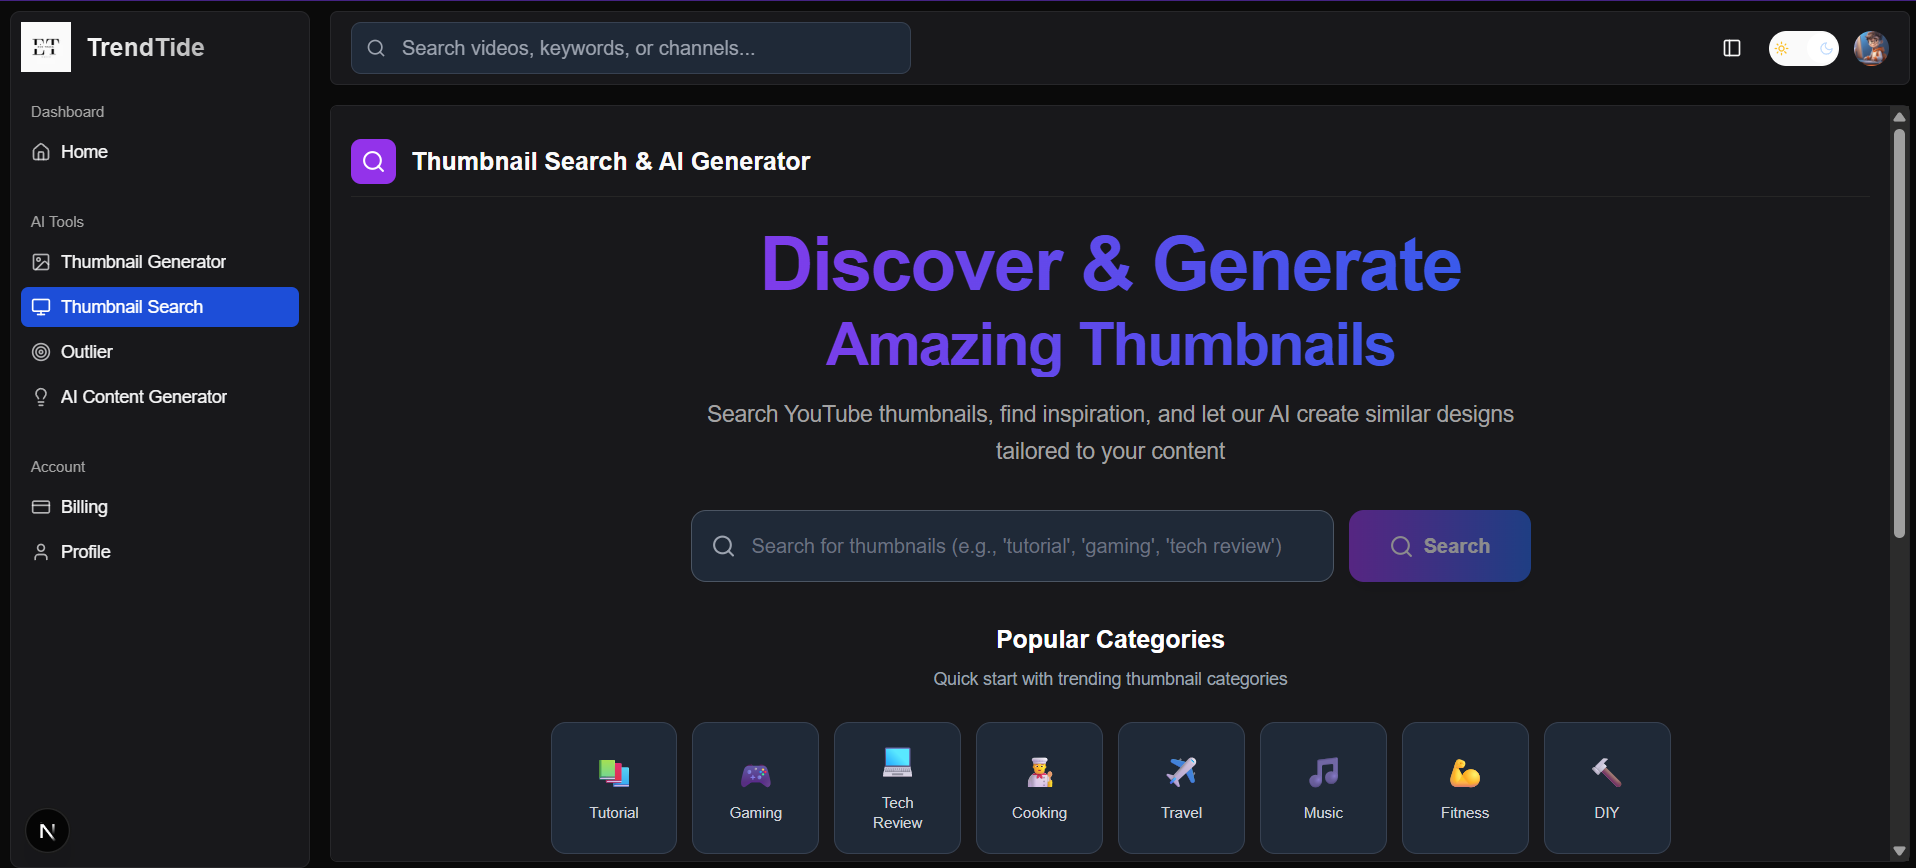 ET
TrendTide
Search videos, keywords, or channels...
Dashboard
Home
AI Tools
Thumbnail Generator
Thumbnail Search
Outlier
AI Content Generator
Account
Billing
Profile
N
Thumbnail Search & AI Generator
Discover & Generate
Amazing Thumbnails
Search YouTube thumbnails, find inspiration, and let our AI create similar designs
tailored to your content
Search for thumbnails (e.g., 'tutorial', 'gaming', 'tech review')
Search
Popular Categories
Quick start with trending thumbnail categories
Tutorial
Gaming
Tech
Review
Cooking
Travel
Music
Fitness
DIY